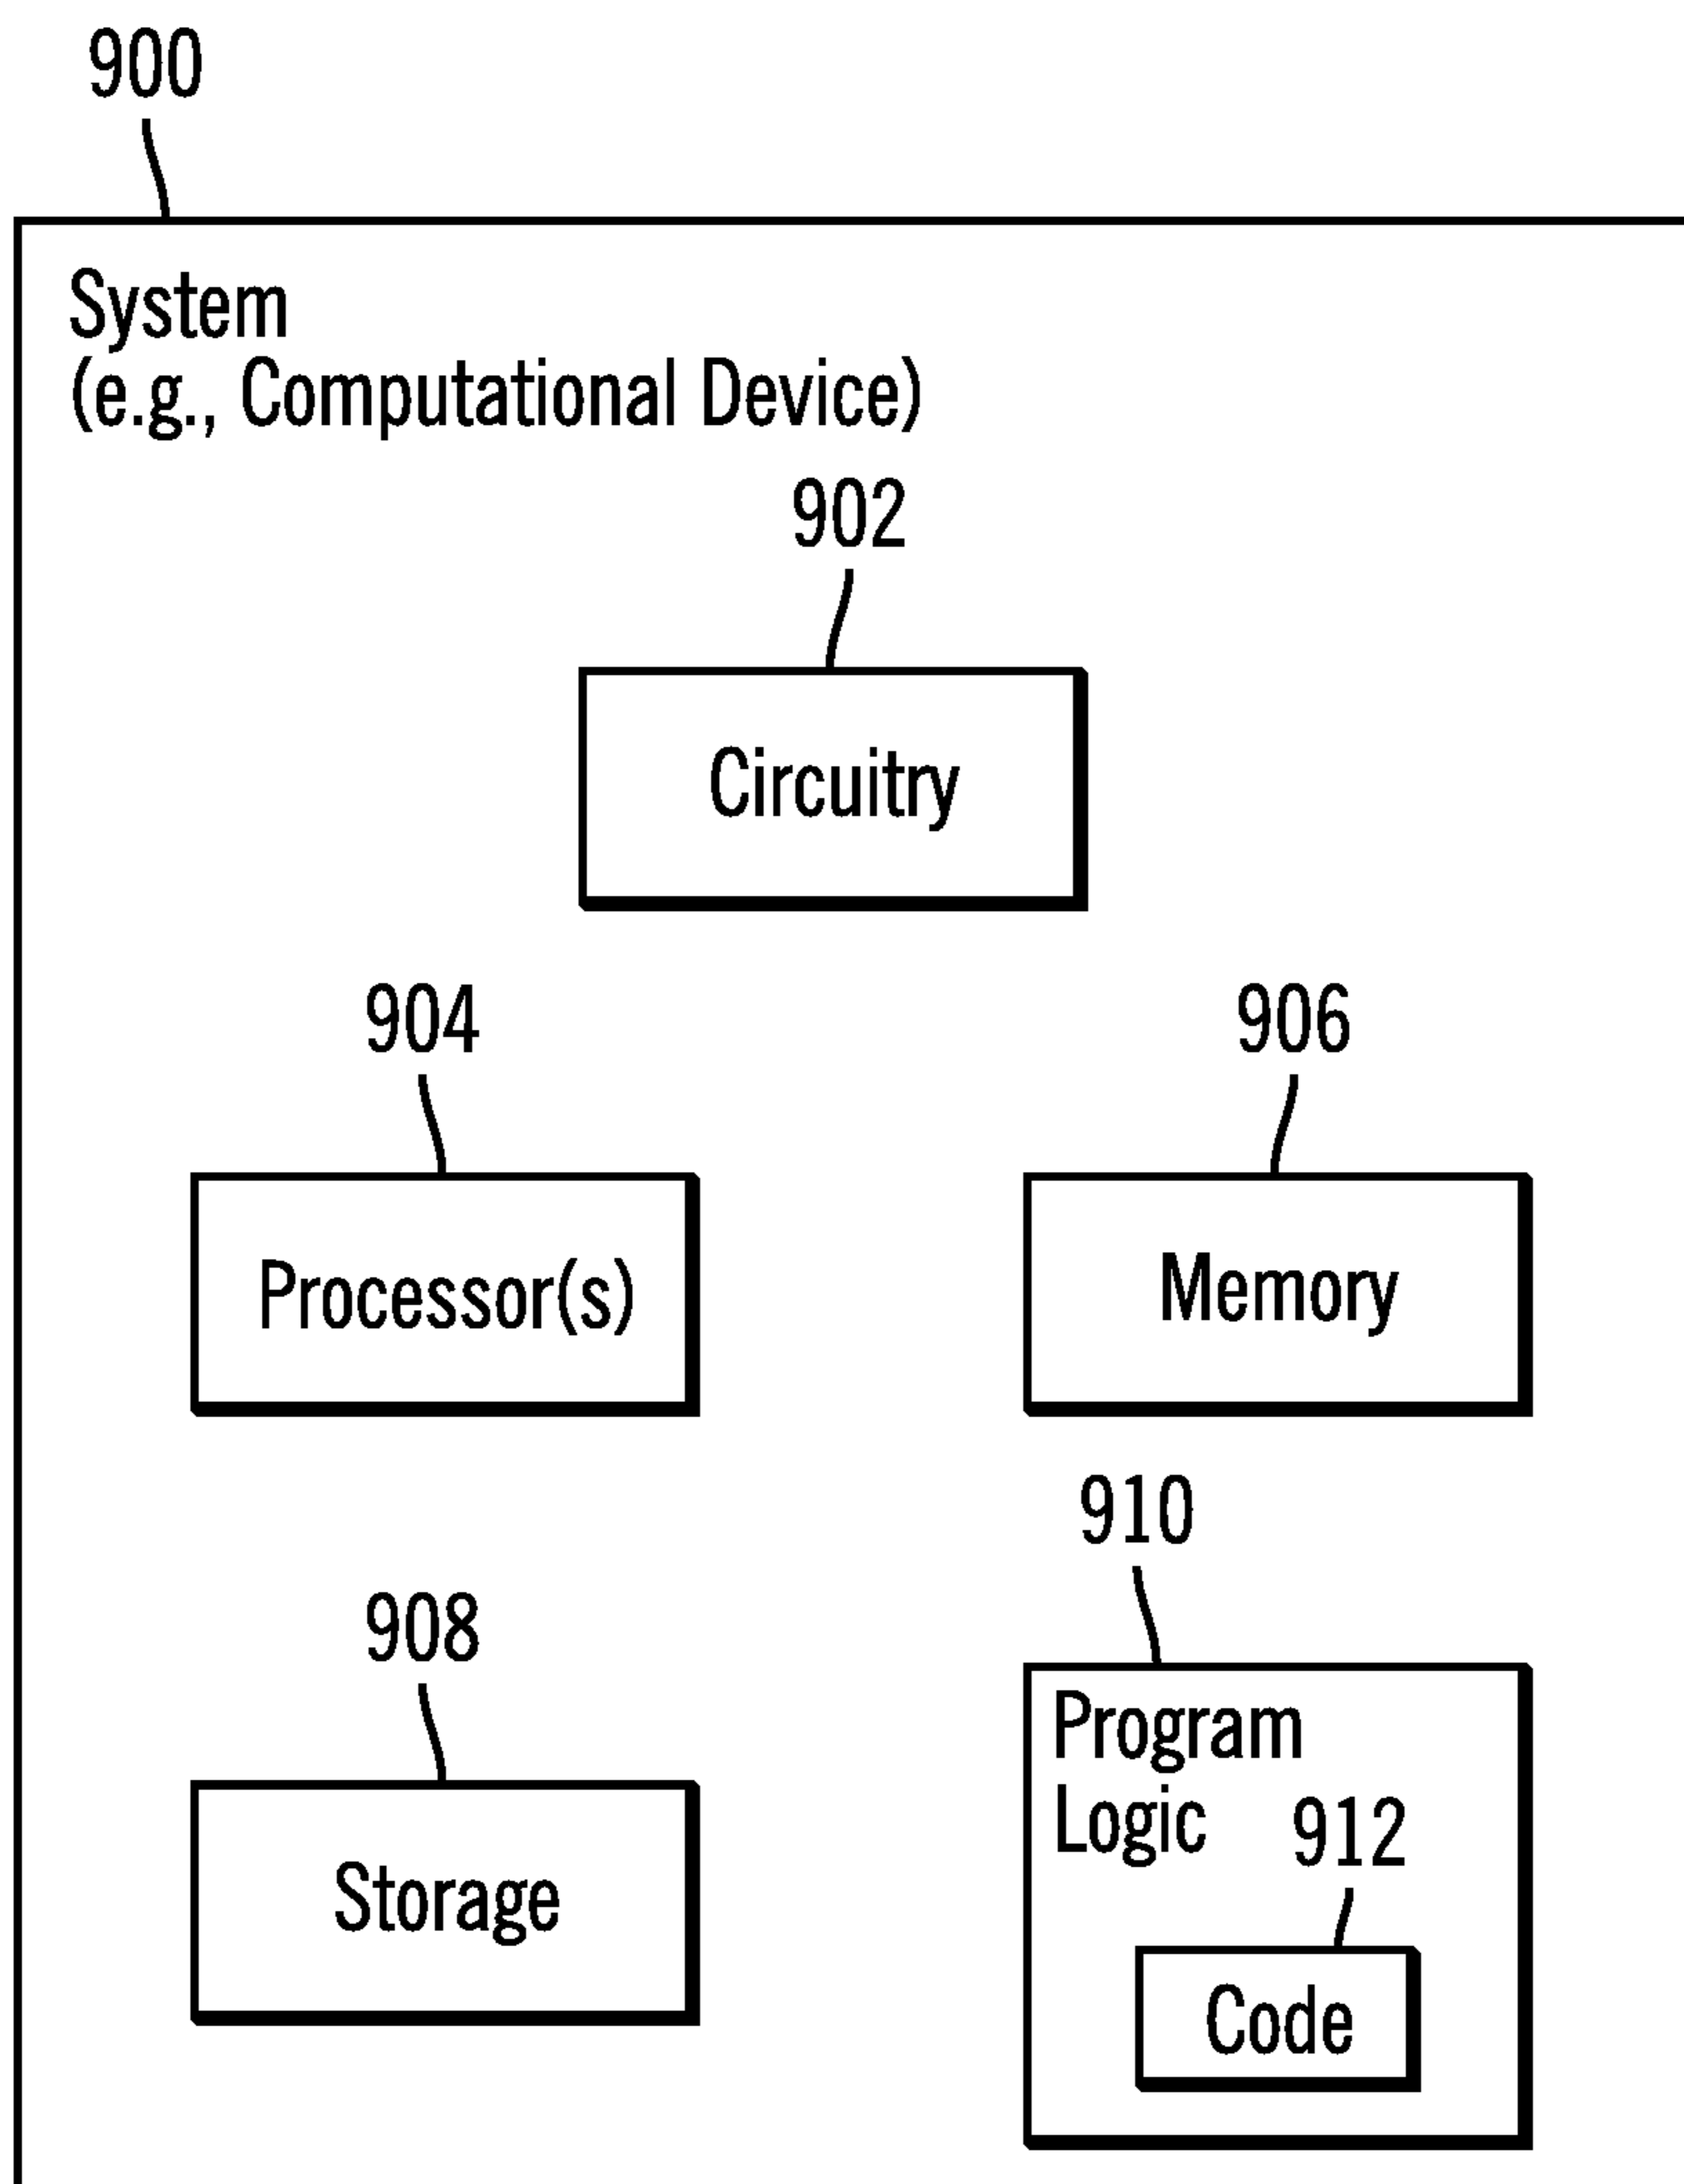 900
System
(e.g., Computational Device)
902
Circuitry
904
906
Processor(s)
Memory
910
908
Program
Logic
912
Storage
Code